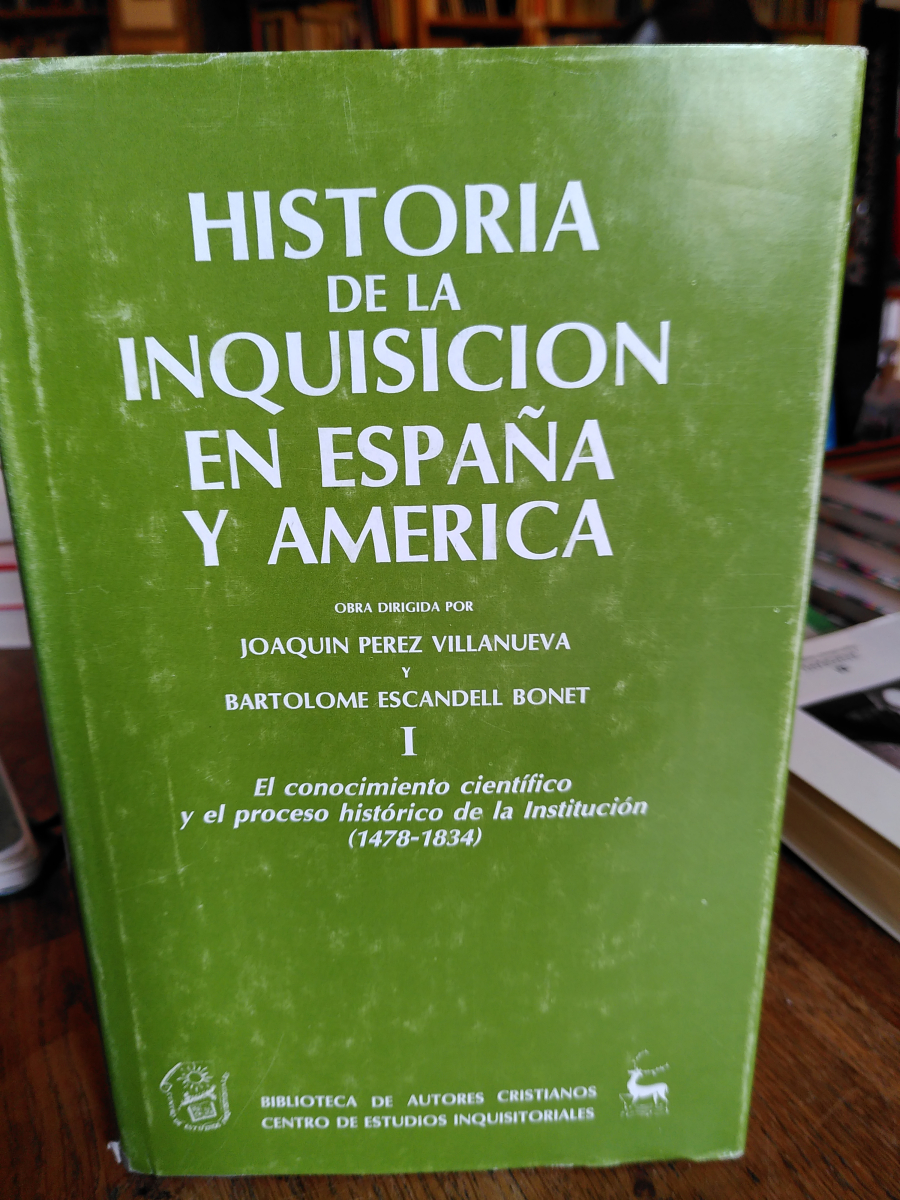 HISTORIA
DE LA
INQUISICION
EN ESPAÑA
Y AMERICA
OBRA DIRIGIDA POR
JOAQUIN PEREZ VILLANUEVA
Y
BARTOLOME ESCANDELL BONET
I
El conocimiento científico
y el proceso histórico de la Institución
(1478-1834)
BIBLIOTECA DE AUTORES CRISTIANOS
CENTRO DE ESTUDIOS INQUISITORIALES